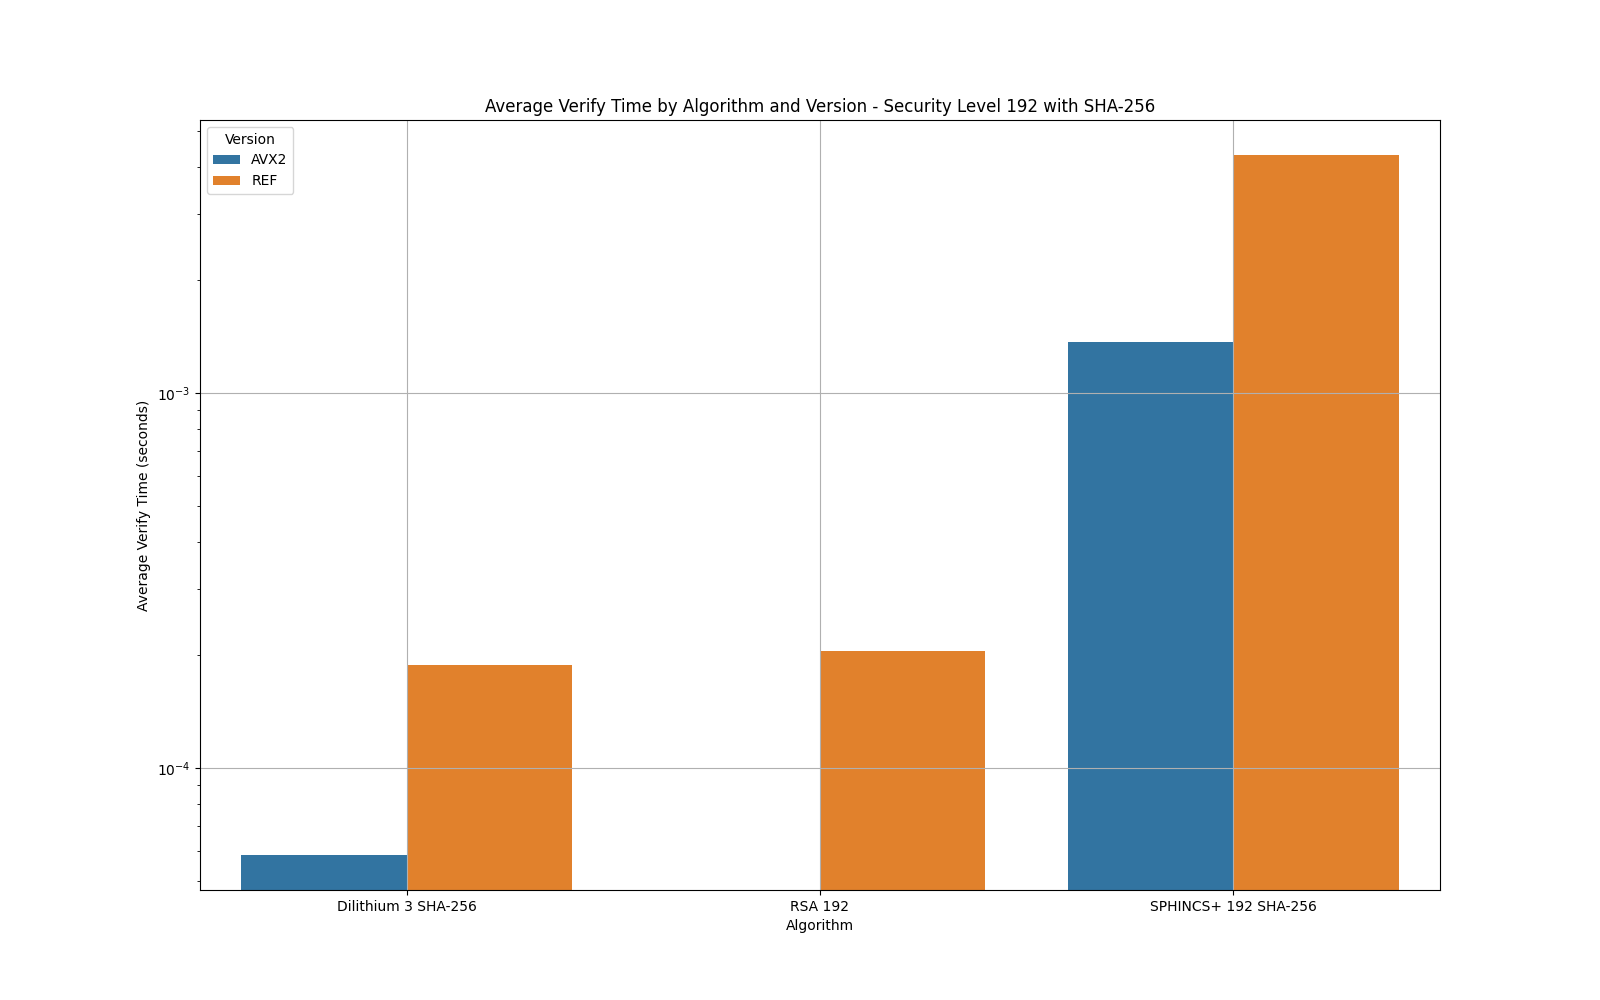 Average Verify Time by Algorithm and Version - Security Level 192 with SHA-256
Version
AVX2
REF
Average Verify Time (seconds)
10⁻³
10⁻⁴
Dilithium 3 SHA-256
RSA 192
SPHINCS+ 192 SHA-256
Algorithm